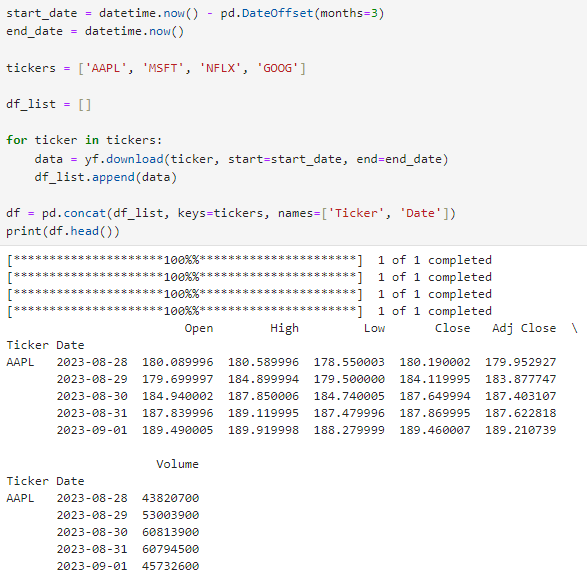 start_date = datetime.now() - pd.DateOffset(months=3)
end_date = datetime.now()
tickers = ['AAPL', 'MSFT', 'NFLX', 'GOOG']
df_list = []
for ticker in tickers:
    data = yf.download(ticker, start=start_date, end=end_date)
    df_list.append(data)
df = pd.concat(df_list, keys=tickers, names=['Ticker', 'Date'])
print(df.head())
[*********************100%%**********************]  1 of 1 completed
[*********************100%%**********************]  1 of 1 completed
[*********************100%%**********************]  1 of 1 completed
[*********************100%%**********************]  1 of 1 completed
                         Open        High         Low       Close   Adj Close  \
Ticker Date
AAPL   2023-08-28  180.089996  180.589996  178.550003  180.190002  179.952927
       2023-08-29  179.699997  184.899994  179.500000  184.119995  183.877747
       2023-08-30  184.940002  187.850006  184.740005  187.649994  187.403107
       2023-08-31  187.839996  189.119995  187.479996  187.869995  187.622818
       2023-09-01  189.490005  189.919998  188.279999  189.460007  189.210739
                     Volume
Ticker Date
AAPL   2023-08-28  43820700
       2023-08-29  53003900
       2023-08-30  60813900
       2023-08-31  60794500
       2023-09-01  45732600